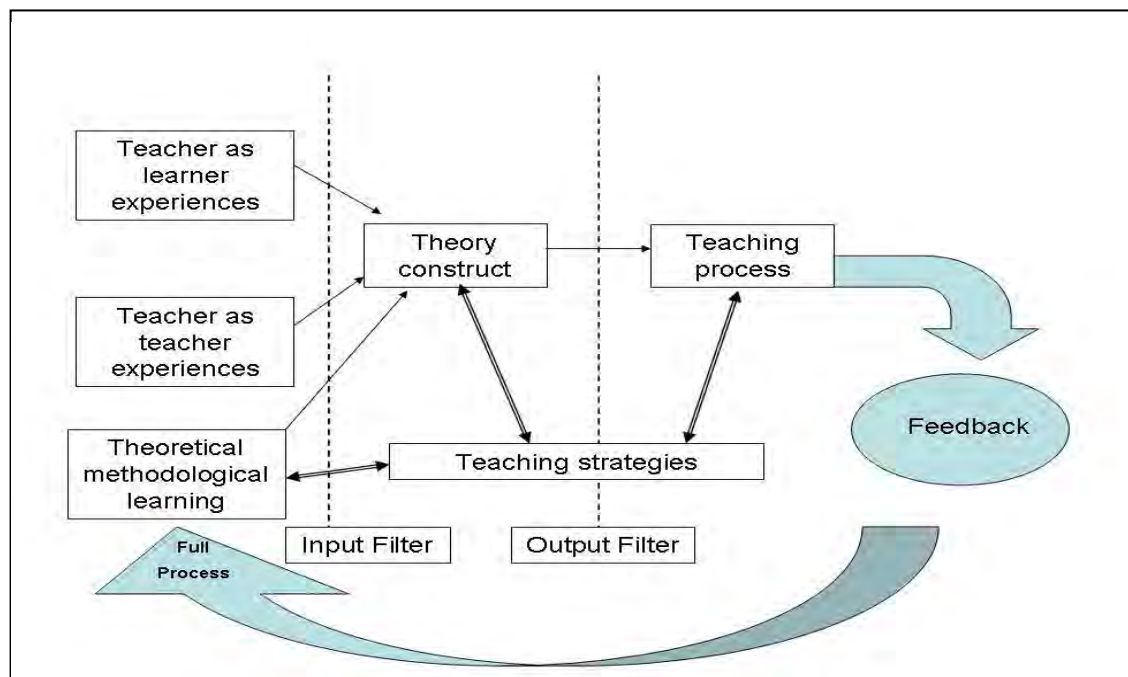 Teacher as
learner
experiences
Theory
construct
Teaching
process
Teacher as
teacher
experiences
Feedback
Theoretical
methodological
learning
Teaching strategies
Input Filter
Output Filter
Full
Process